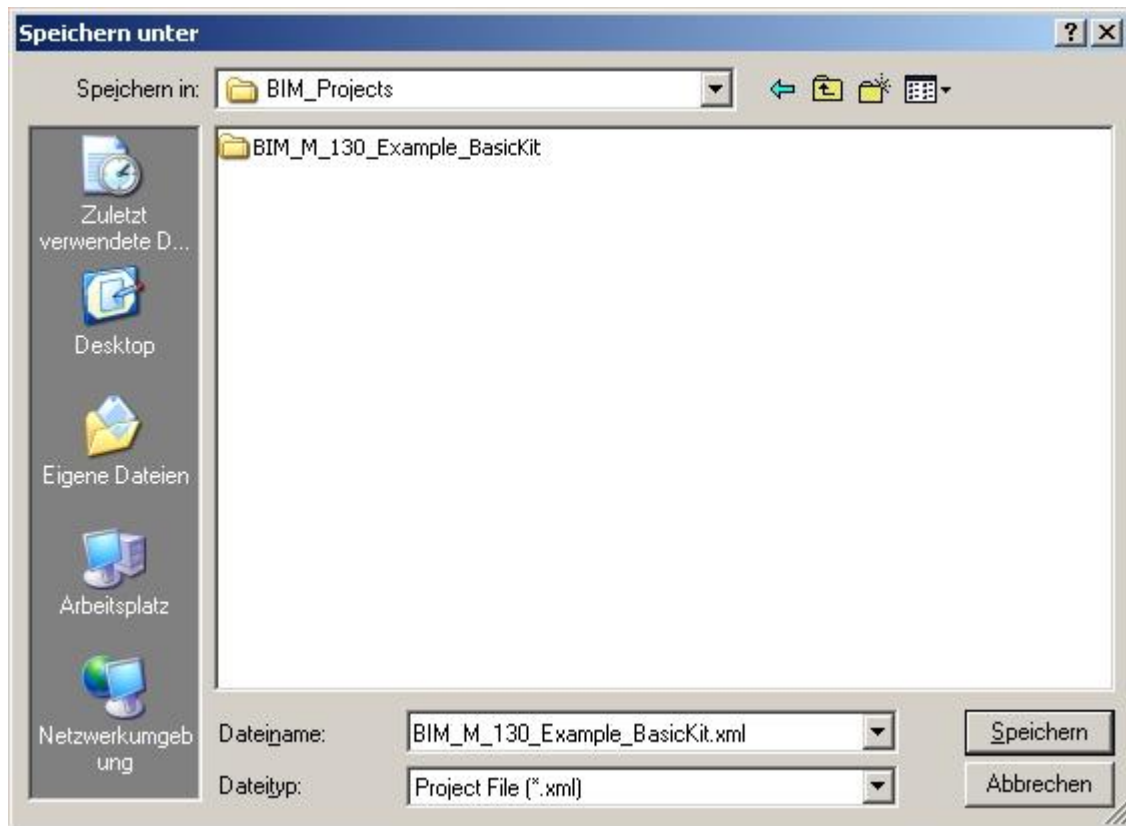 Speichern unter
Speichern in:
BIM_Projects
BIM_M_130_Example_BasicKit
Zuletzt
verwendete D...
Desktop
Eigene Dateien
Arbeitsplatz
Netzwerkumgeb
ung
Dateiname:
BIM_M_130_Example_BasicKit.xml
Speichern
Dateityp:
Project File (*.xml)
Abbrechen